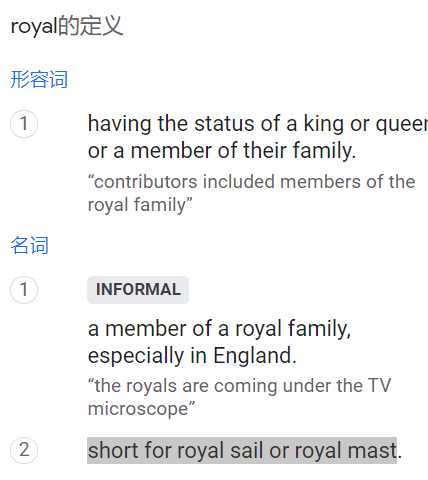 royal的定义
形容词
1
having the status of a king or queen
or a member of their family.
“contributors included members of the
royal family”
名词
1
INFORMAL
a member of a royal family,
especially in England.
“the royals are coming under the TV
microscope”
2
short for royal sail or royal mast.